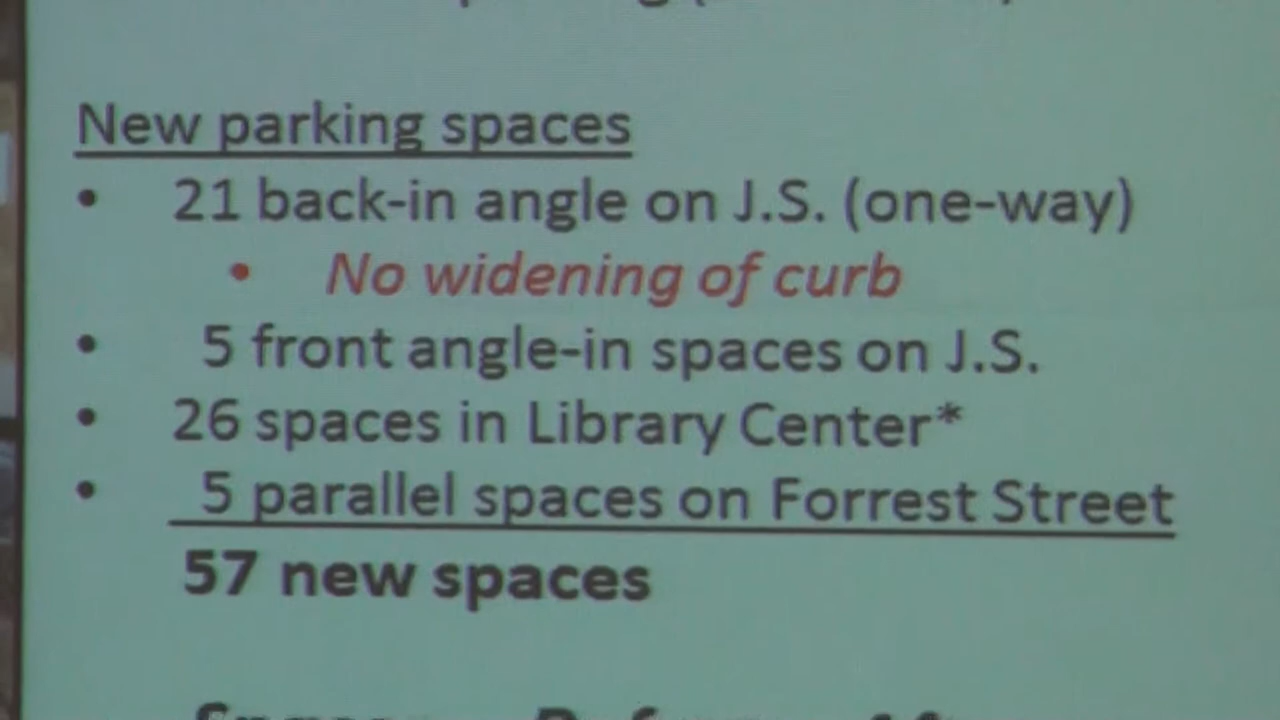 New parking spaces
• 21 back-in angle on J.S. (one-way)
• No widening of curb
• 5 front angle-in spaces on J.S.
• 26 spaces in Library Center*
• 5 parallel spaces on Forrest Street
57 new spaces